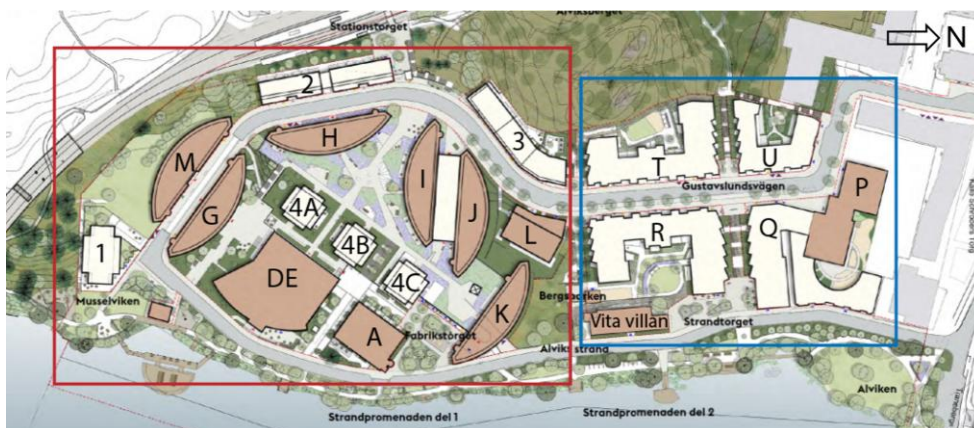 Alviksberget
Stationstorget
N
2
H
M
3
T
U
I
Gustavslundsvägen
G
J
P
4A
L
R
Q
1
4B
DE
4C
Bergsparken
Musselviken
K
A
Fabrikstorget
Vita villan
Strandtorget
Alviks strand
Alviken
Strandpromenaden del 1
Strandpromenaden del 2